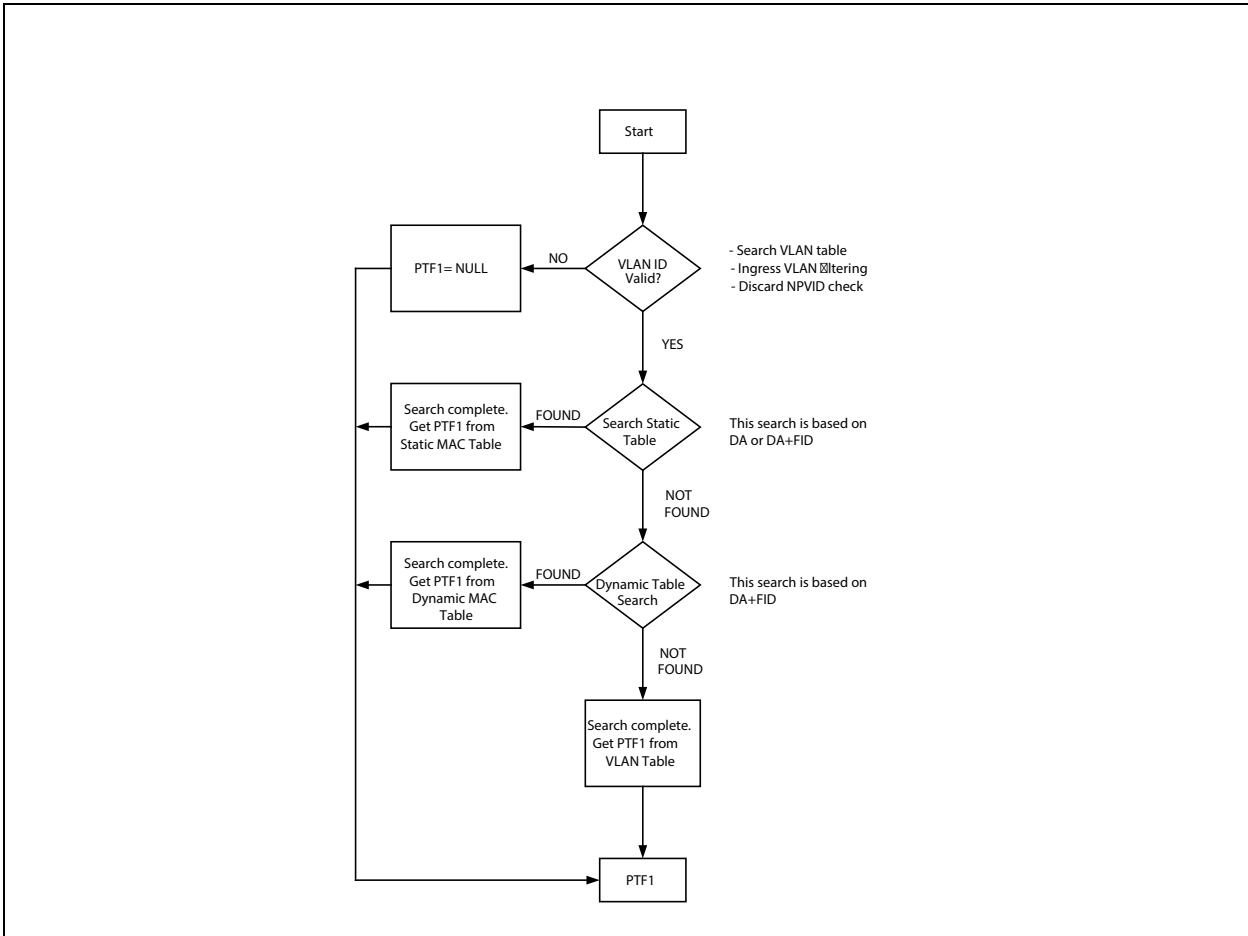 Start
VLAN ID
Valid?
NO
PTF1= NULL
- Search VLAN table
- Ingress VLAN ltering
- Discard NPVID check
YES
Search Static
Table
FOUND
Search complete.
Get PTF1 from
Static MAC Table
This search is based on
DA or DA+FID
NOT
FOUND
Dynamic Table
Search
FOUND
Search complete.
Get PTF1 from
Dynamic MAC
Table
This search is based on
DA+FID
NOT
FOUND
Search complete.
Get PTF1 from
VLAN Table
PTF1